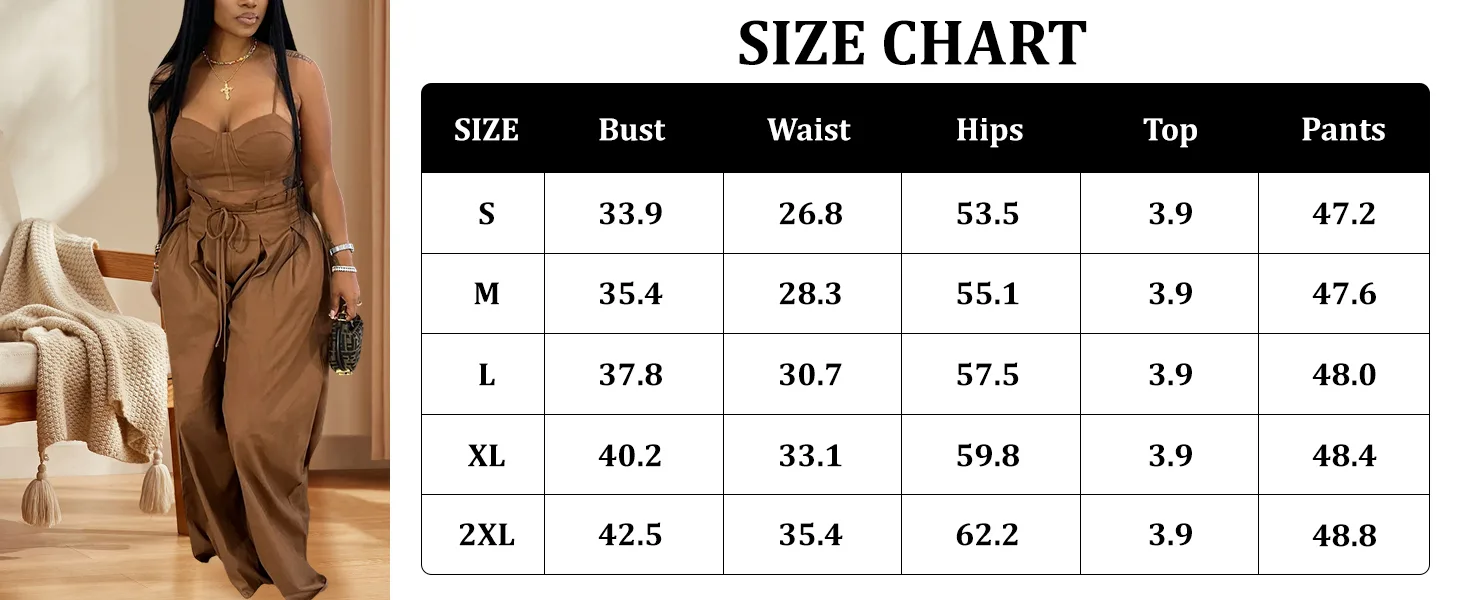 SIZE CHART
SIZE Bust Waist Hips Top Pants
S 33.9 26.8 53.5 3.9 47.2
M 35.4 28.3 55.1 3.9 47.6
L 37.8 30.7 57.5 3.9 48.0
XL 40.2 33.1 59.8 3.9 48.4
2XL 42.5 35.4 62.2 3.9 48.8